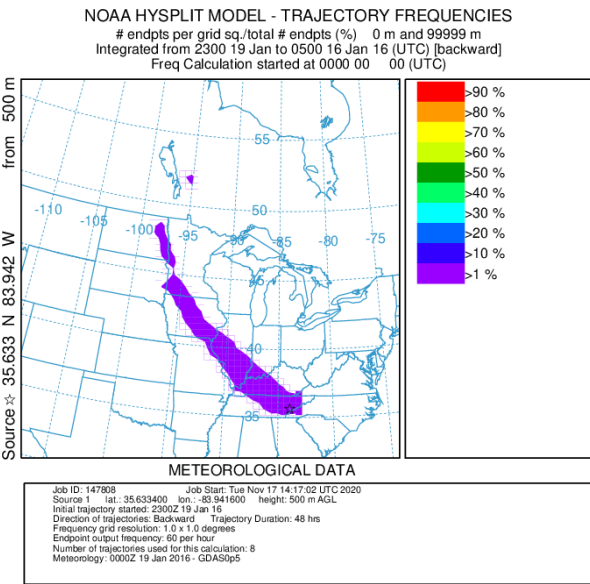 NOAA HYSPLIT MODEL - TRAJECTORY FREQUENCIES
# endpts per grid sq./total # endpts (%) 0 m and 99999 m
Integrated from 2300 19 Jan to 0500 16 Jan 16 (UTC) [backward]
Freq Calculation started at 0000 00 00 (UTC)
Source ☆ 35.633 N 83.942 W from 500 m
55
50
-110
-105
-100
-95
-90
-85
-80
-75
45
40
35
>90 %
>80 %
>70 %
>60 %
>50 %
>40 %
>30 %
>20 %
>10 %
>1 %
METEOROLOGICAL DATA
Job ID: 147808 Job Start: Tue Nov 17 14:17:02 UTC 2020
Source 1 lat.: 35.633400 lon.: -83.941600 height: 500 m AGL
Initial trajectory started: 2300Z 19 Jan 16
Direction of trajectories: Backward Trajectory Duration: 48 hrs
Frequency grid resolution: 1.0 x 1.0 degrees
Endpoint output frequency: 60 per hour
Number of trajectories used for this calculation: 8
Meteorology: 0000Z 19 Jan 2016 - GDAS0p5